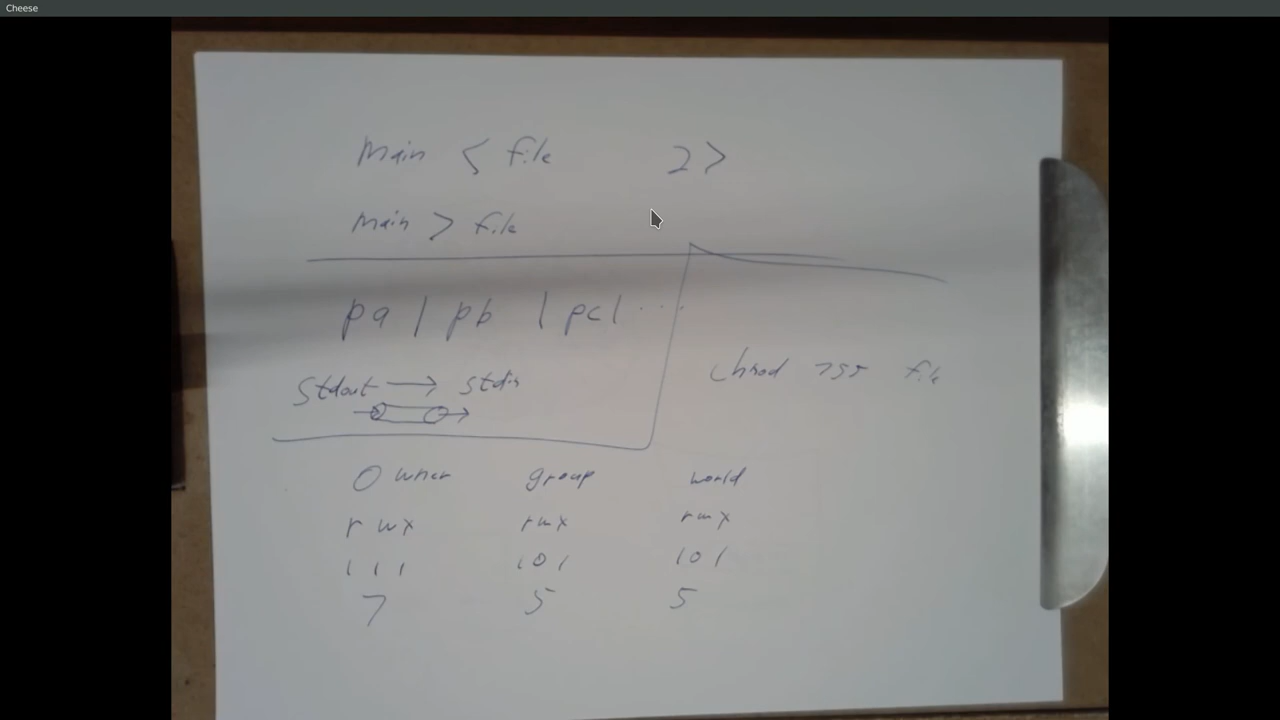 Cheese
main < file 2>
main > file
pa | pb | pc | ...
Stdout → stdin
chmod 755 file
Owner group world
rwx rwx rwx
111 101 101
7 5 5